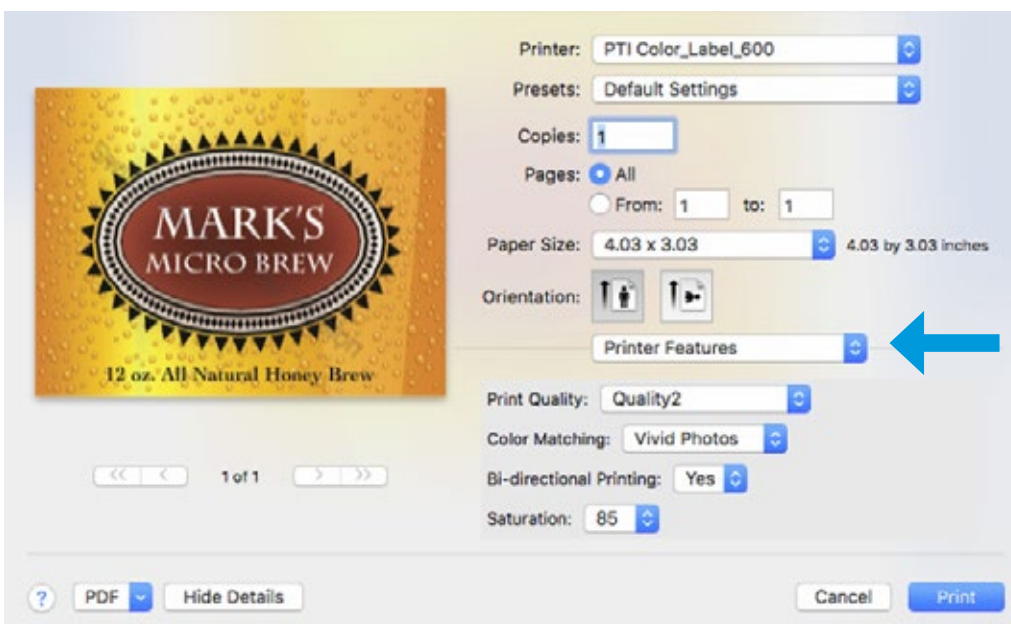 Printer: PTI Color_Label_600
Presets: Default Settings
Copies: 1
Pages: All
From: 1 to: 1
Paper Size: 4.03 x 3.03 4.03 by 3.03 inches
Orientation:
Printer Features
Print Quality: Quality2
Color Matching: Vivid Photos
Bi-directional Printing: Yes
Saturation: 85
MARK'S
MICRO BREW
12 oz. All Natural Honey Brew
<< < 1 of 1 > >>
? PDF Hide Details Cancel Print